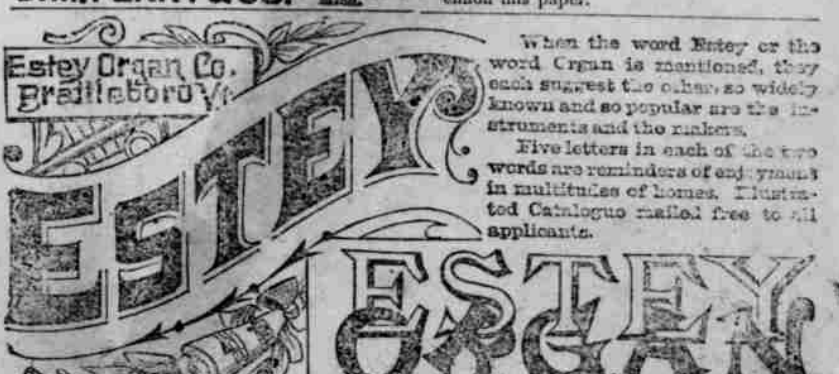 mention this paper.
Estey Organ Co.
Brattleboro Vt.
ESTEY
When the word Estey or the
word Organ is mentioned, they
each suggest the other, so widely
known and so popular are the in-
struments and the makers.
Five letters in each of the two
words are reminders of enjoyment
in multitudes of homes. Illustra-
ted Catalogue mailed free to all
applicants.
ESTEY
ORGAN